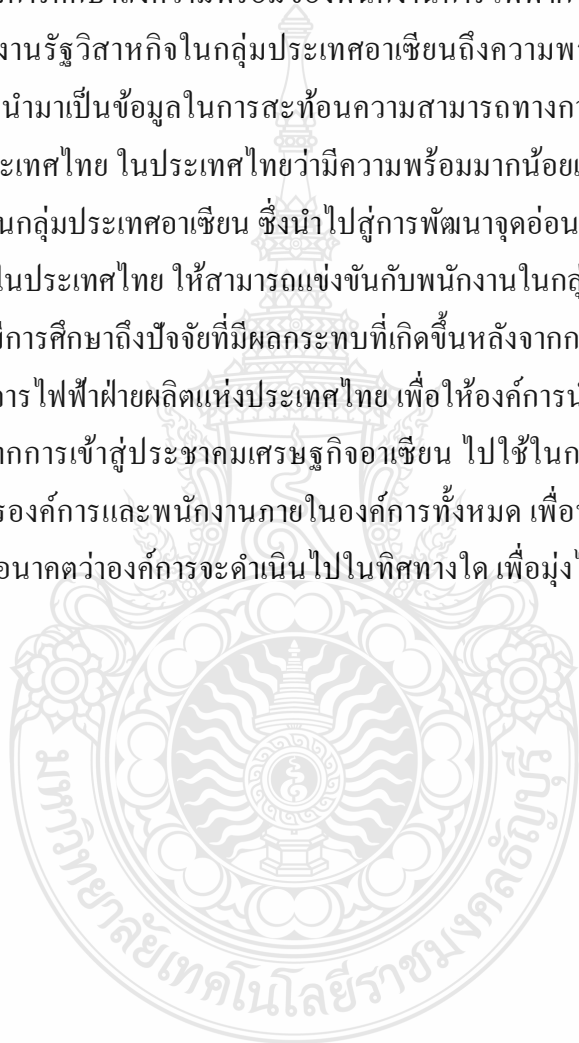 งานรัฐวิสาหกิจในกลุ่มประเทศอาเซียนถึงความพ
นำมาเป็นข้อมูลในการสะท้อนความสามารถทางกา
ระเทศไทย ในประเทศไทยว่ามีความพร้อมมากน้อยเ
นกลุ่มประเทศอาเซียน ซึ่งนำไปสู่การพัฒนาจุดอ่อน
ในประเทศไทย ให้สามารถแข่งขันกับพนักงานในกลุ่
มีการศึกษาถึงปัจจัยที่มีผลกระทบที่เกิดขึ้นหลังจากก
ารไฟฟ้าฝ่ายผลิตแห่งประเทศไทย เพื่อให้องค์การนำ
ากการเข้าสู่ประชาคมเศรษฐกิจอาเซียน ไปใช้ในก
รองค์การและพนักงานภายในองค์การทั้งหมด เพื่อ
อนาคตว่าองค์การจะดำเนินไปในทิศทางใด เพื่อมุ่ง
มหาวิทยาลัยเทคโนโลยีราชมงคลธัญบุรี